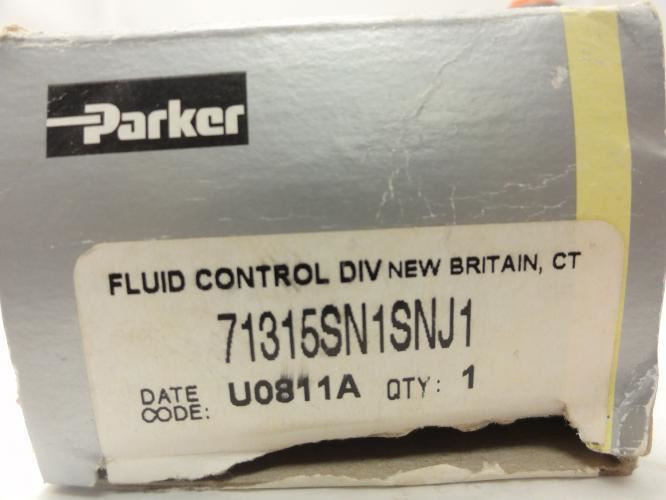 Parker
FLUID CONTROL DIV NEW BRITAIN, CT
71315SN1SNJ1
DATE CODE: U0811A QTY: 1